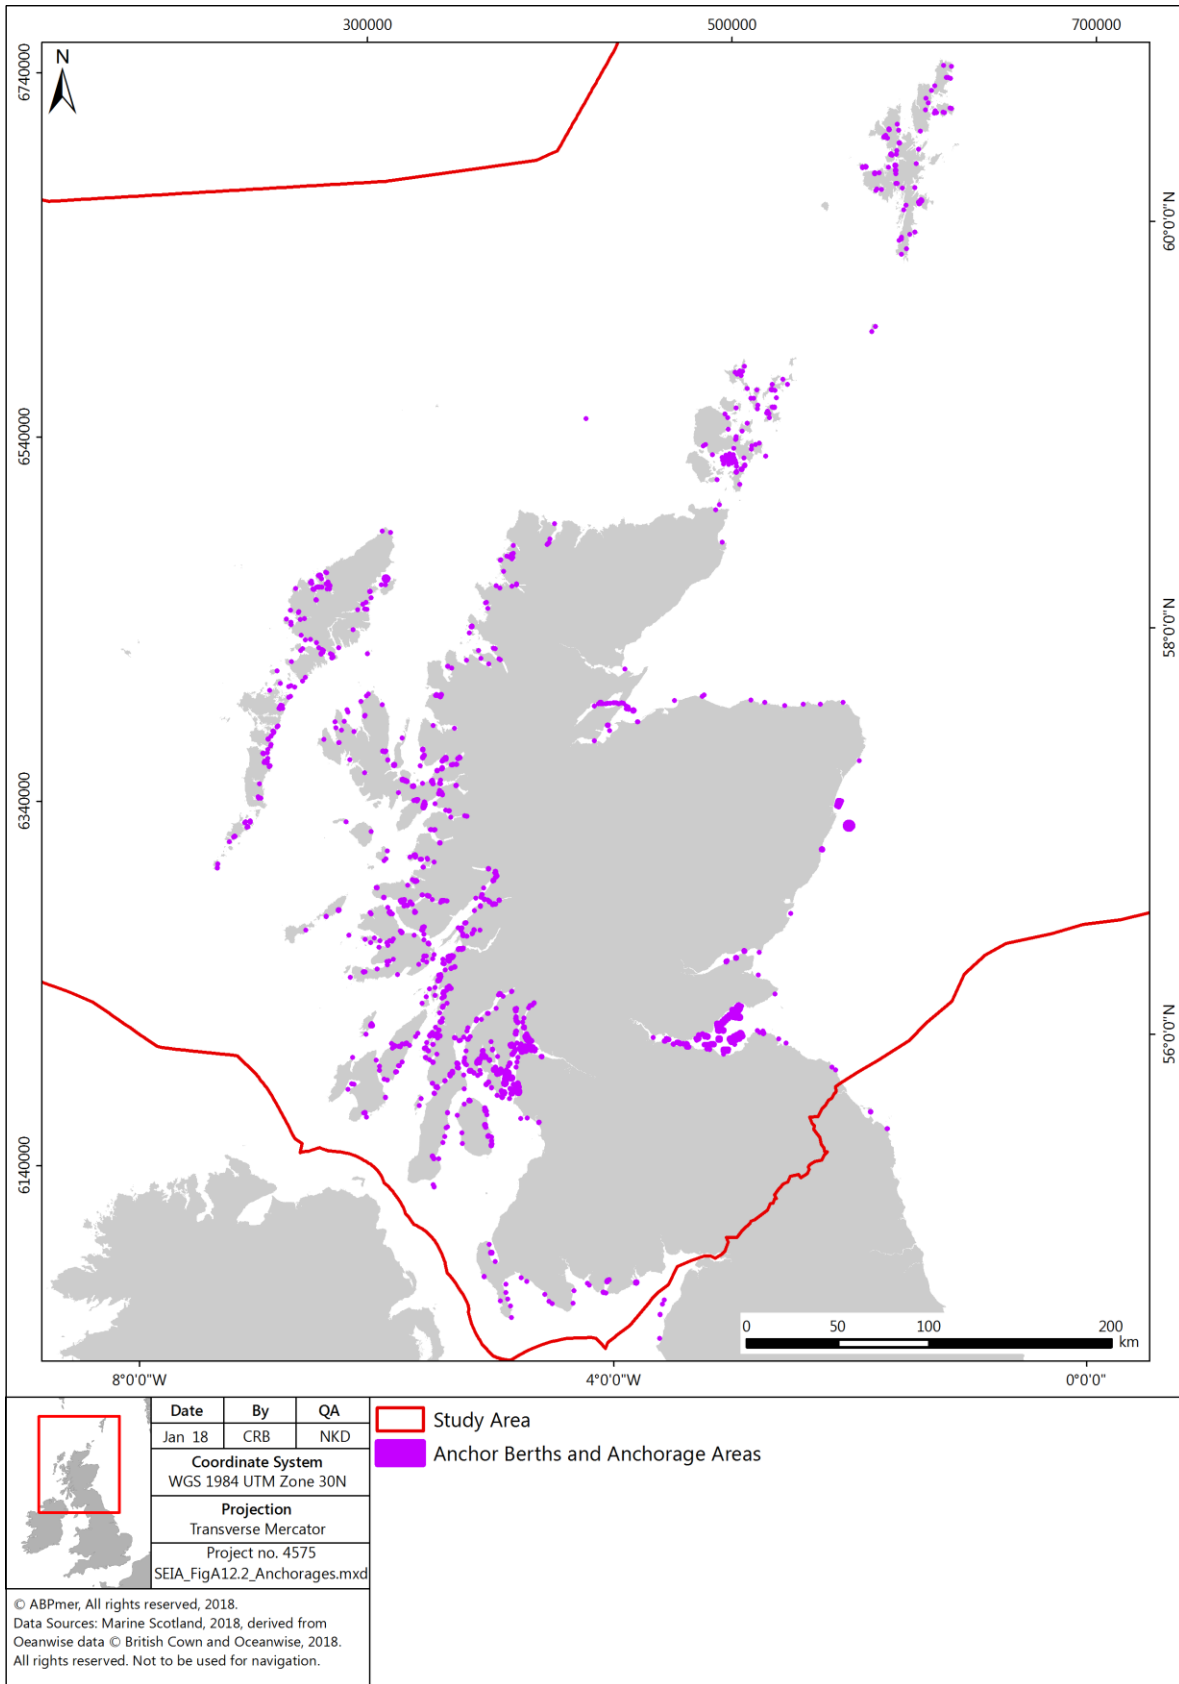 300000
500000
700000
N
6740000
60°0'0"N
6540000
58°0'0"N
6340000
56°0'0"N
6140000
0
50
100
200
km
8°0'0"W
4°0'0"W
0°0'0"
Date
By
QA
Jan 18
CRB
NKD
Coordinate System
WGS 1984 UTM Zone 30N
Projection
Transverse Mercator
Project no. 4575
SEIA_FigA12.2_Anchorages.mxd
Study Area
Anchor Berths and Anchorage Areas
© ABPmer, All rights reserved, 2018.
Data Sources: Marine Scotland, 2018, derived from
Oeanwise data © British Cown and Oceanwise, 2018.
All rights reserved. Not to be used for navigation.